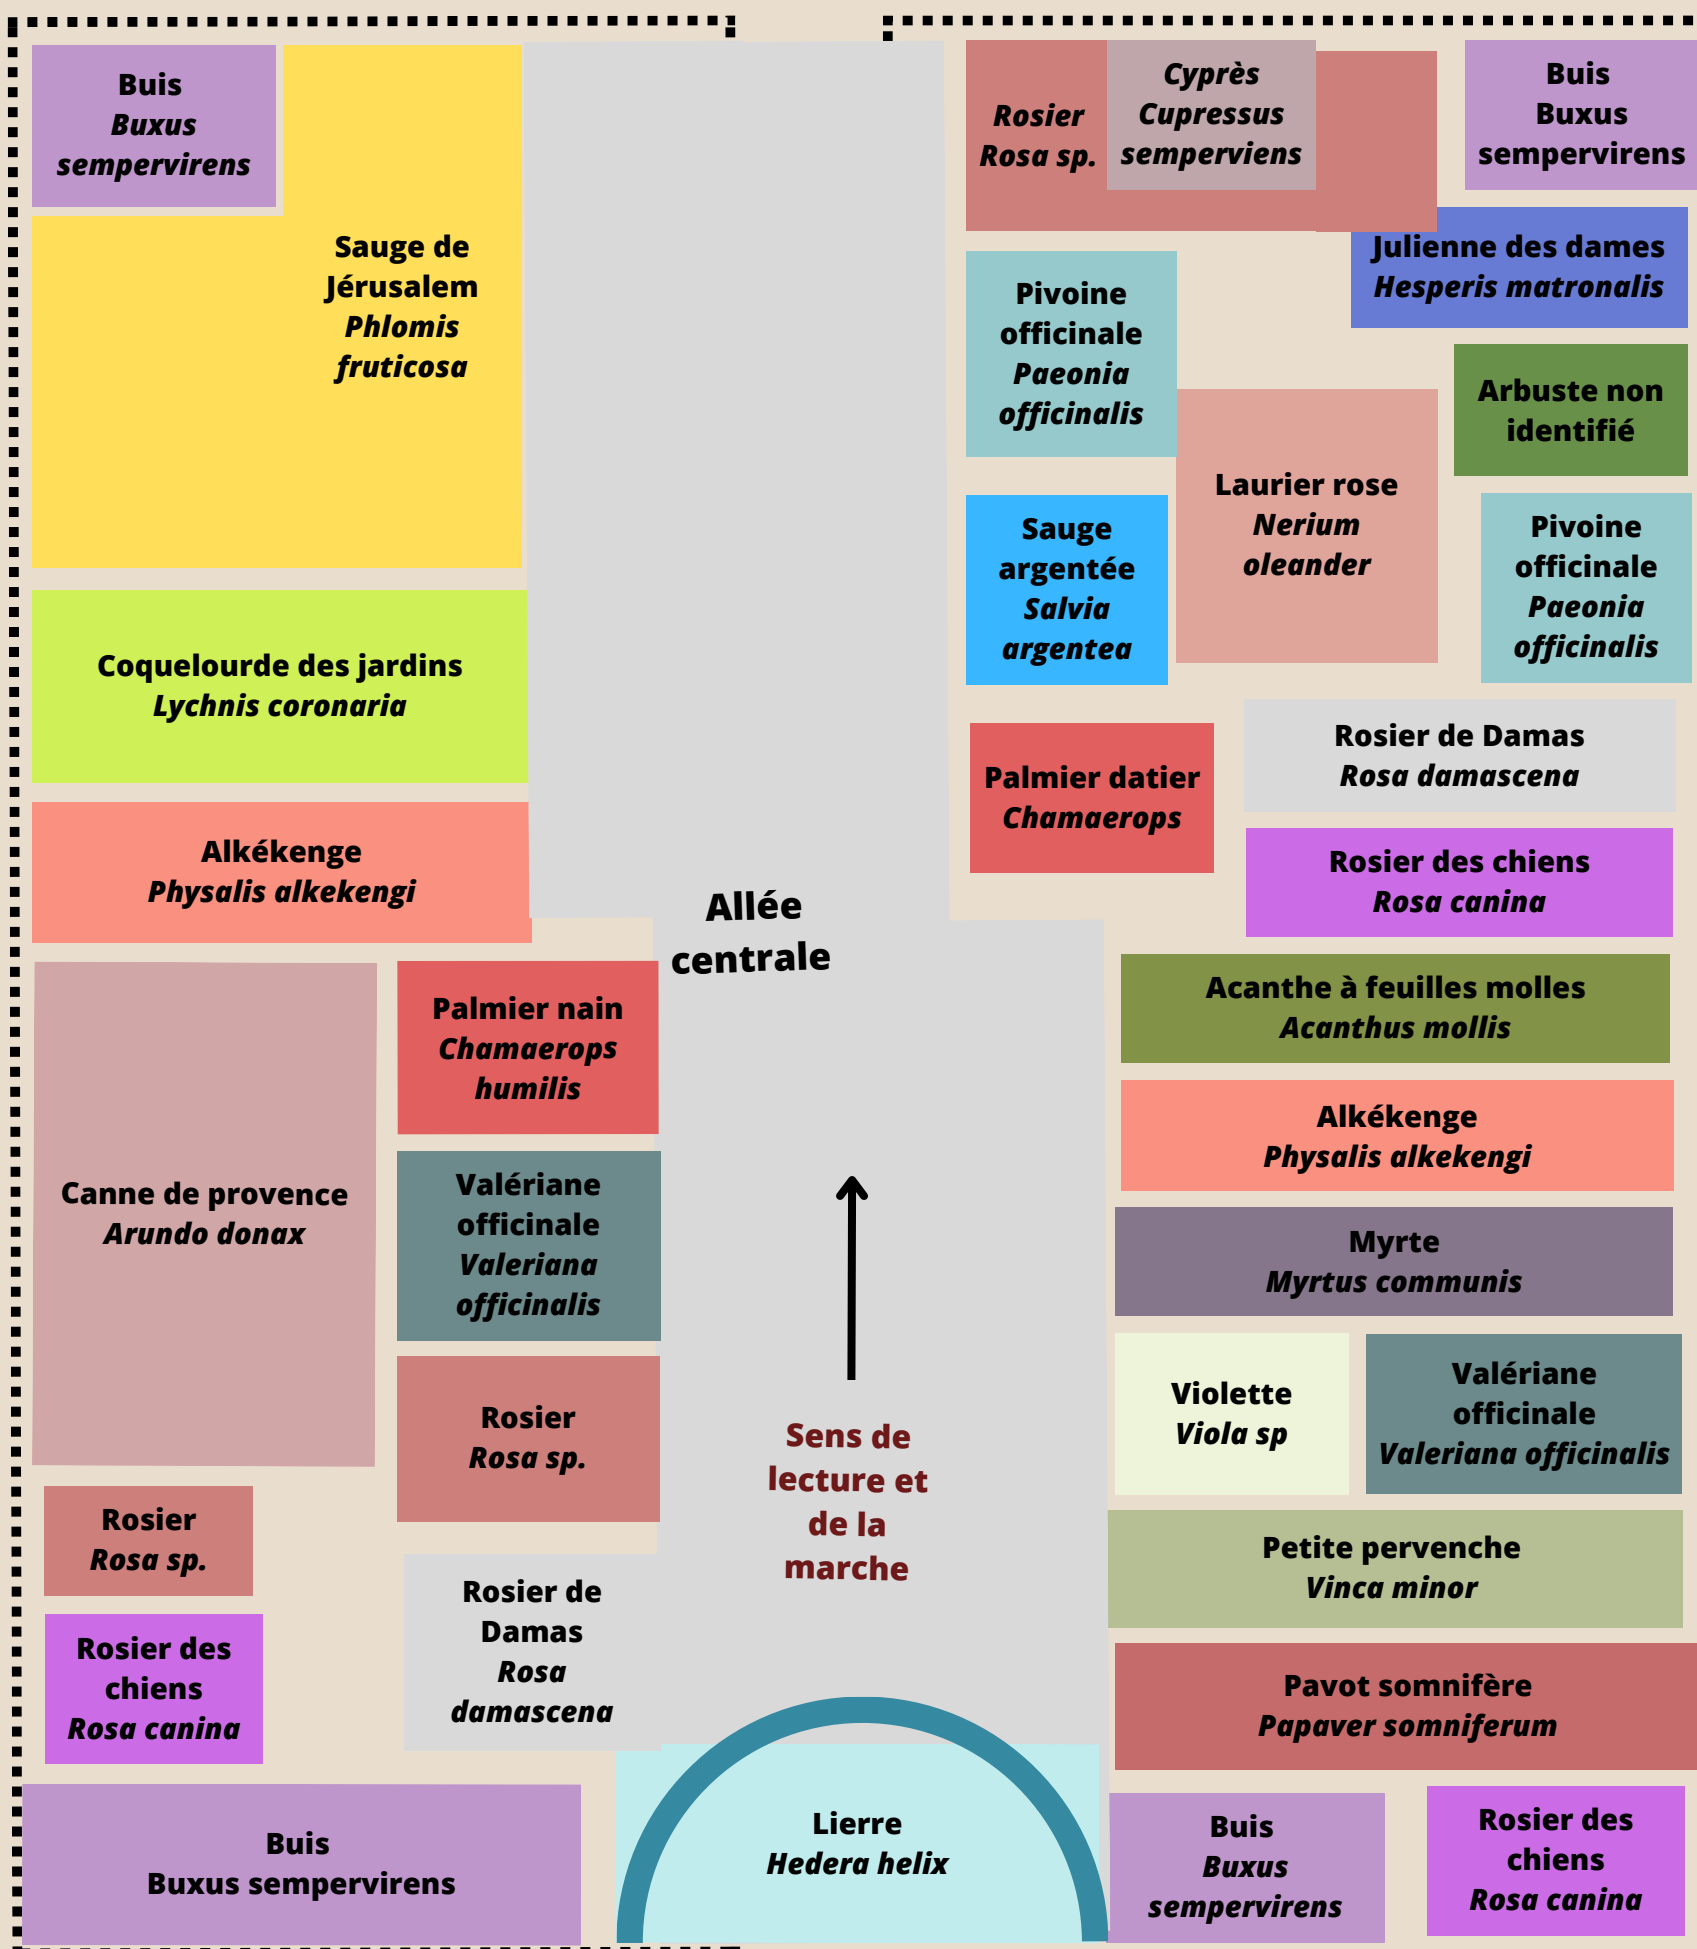 Buis
Buxus
sempervirens
Sauge de
Jérusalem
Phlomis
fruticosa
Coquelourde des jardins
Lychnis coronaria
Alkékenge
Physalis alkekengi
Canne de provence
Arundo donax
Palmier nain
Chamaerops
humilis
Valériane
officinale
Valeriana
officinalis
Rosier
Rosa sp.
Rosier
Rosa sp.
Rosier des
chiens
Rosa canina
Rosier de
Damas
Rosa
damascena
Buis
Buxus sempervirens
Allée
centrale
Sens de
lecture et
de la
marche
Lierre
Hedera helix
Rosier
Rosa sp.
Cyprès
Cupressus
semperviens
Buis
Buxus
sempervirens
Julienne des dames
Hesperis matronalis
Pivoine
officinale
Paeonia
officinalis
Arbuste non
identifié
Laurier rose
Nerium
oleander
Sauge
argentée
Salvia
argentea
Pivoine
officinale
Paeonia
officinalis
Palmier datier
Chamaerops
Rosier de Damas
Rosa damascena
Rosier des chiens
Rosa canina
Acanthe à feuilles molles
Acanthus mollis
Alkékenge
Physalis alkekengi
Myrte
Myrtus communis
Violette
Viola sp
Valériane
officinale
Valeriana officinalis
Petite pervenche
Vinca minor
Pavot somnifère
Papaver somniferum
Buis
Buxus
sempervirens
Rosier des
chiens
Rosa canina